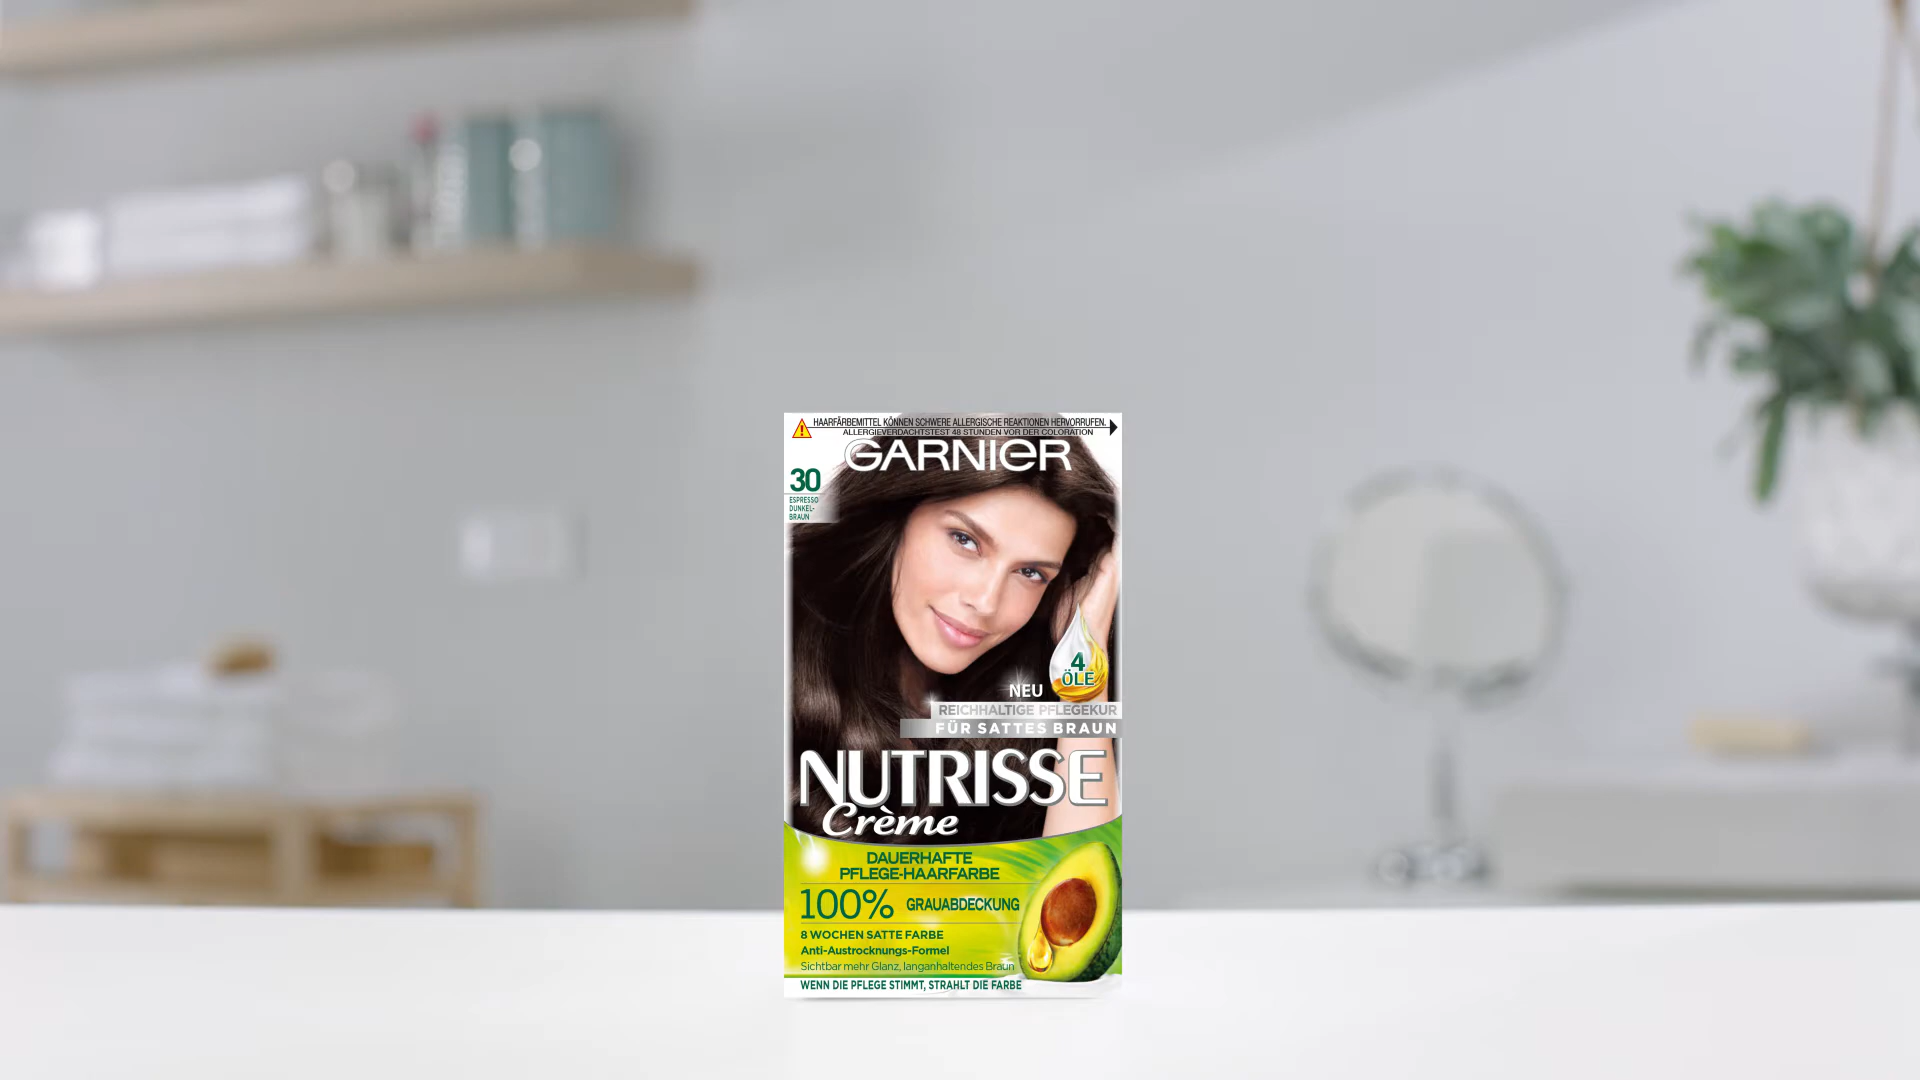 HAARFÄRBEMITTEL KÖNNEN SCHWERE ALLERGISCHE REAKTIONEN HERVORRUFEN.
ALLERGIEVERDACHTSTEST 48 STUNDEN VOR DER COLORATION
GARNIER
30
ESPRESSO
DUNKEL-
BRAUN
4
ÖLE
NEU
REICHHALTIGE PFLEGEKUR
FÜR SATTES BRAUN
NUTRISSE
Crème
DAUERHAFTE
PFLEGE-HAARFARBE
100% GRAUABDECKUNG
8 WOCHEN SATTE FARBE
Anti-Austrocknungs-Formel
Sichtbar mehr Glanz, langanhaltendes Braun
WENN DIE PFLEGE STIMMT, STRAHLT DIE FARBE